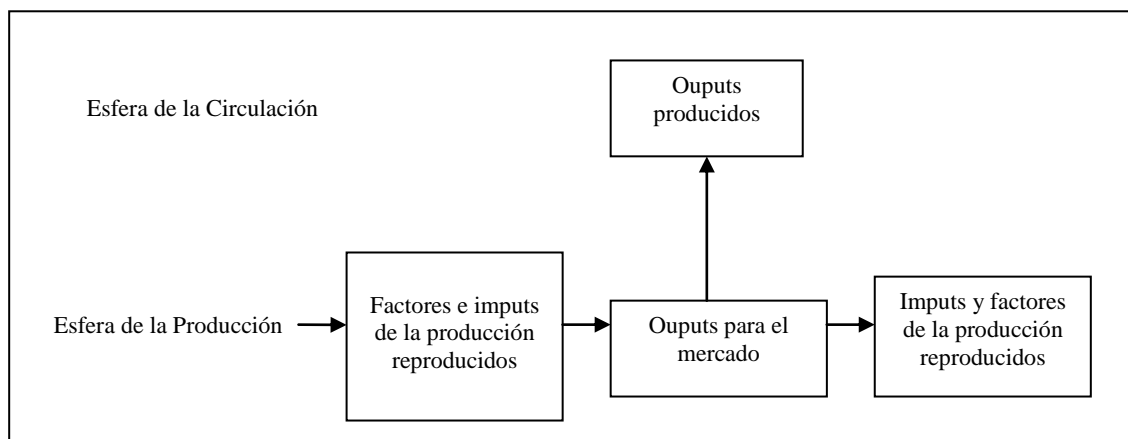 Esfera de la Circulación
Ouputs
producidos
Esfera de la Producción
Factores e imputs
de la producción
reproducidos
Ouputs para el
mercado
Imputs y factores
de la producción
reproducidos